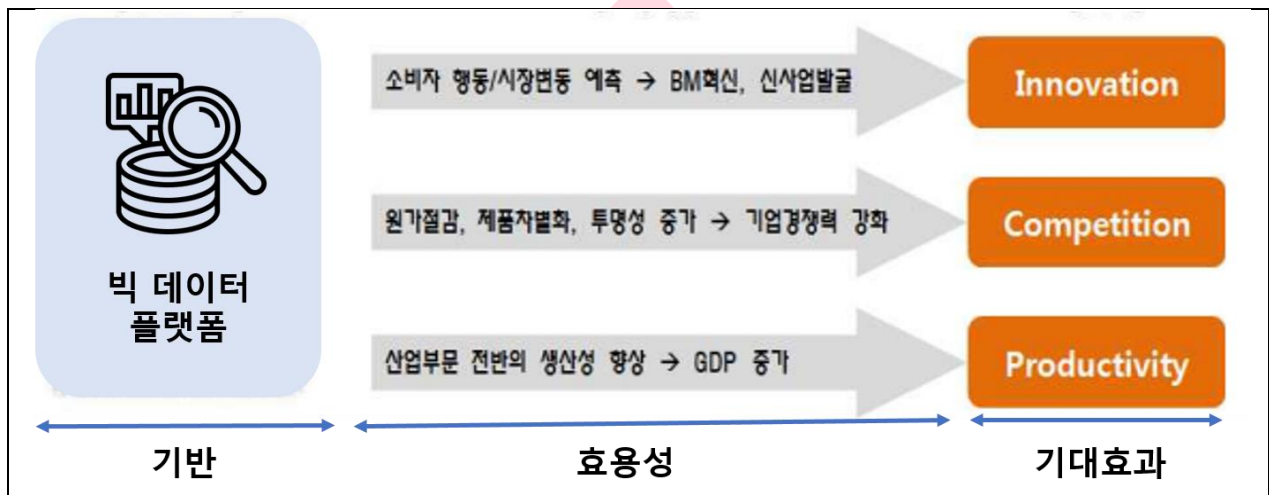 소비자 행동/시장변동 예측 → BM혁신, 신사업발굴
Innovation
원가절감, 제품차별화, 투명성 증가 → 기업경쟁력 강화
Competition
빅 데이터
플랫폼
산업부문 전반의 생산성 향상 → GDP 증가
Productivity
기반
효용성
기대효과